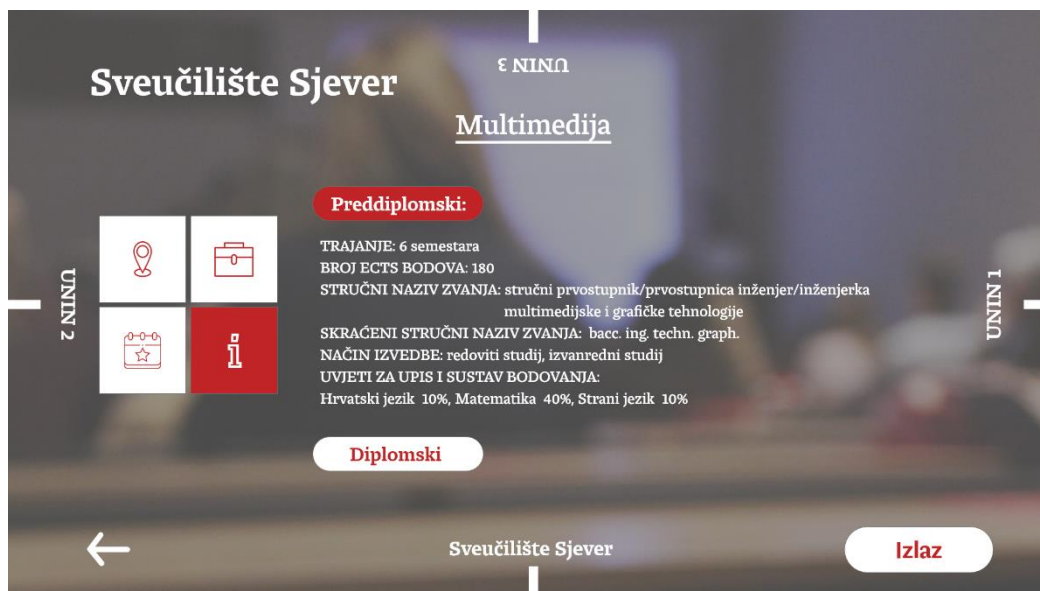 UNIN 3
Sveučilište Sjever
Multimedija
Preddiplomski:
TRAJANJE: 6 semestara
BROJ ECTS BODOVA: 180
STRUČNI NAZIV ZVANJA: stručni prvostupnik/prvostupnica inženjer/inženjerka
multimedijske i grafičke tehnologije
SKRAĆENI STRUČNI NAZIV ZVANJA: bacc. ing. techn. graph.
NAČIN IZVEDBE: redoviti studij, izvanredni studij
UVJETI ZA UPIS I SUSTAV BODOVANJA:
Hrvatski jezik 10%, Matematika 40%, Strani jezik 10%
UNIN 2
UNIN 1
Diplomski
Sveučilište Sjever
Izlaz